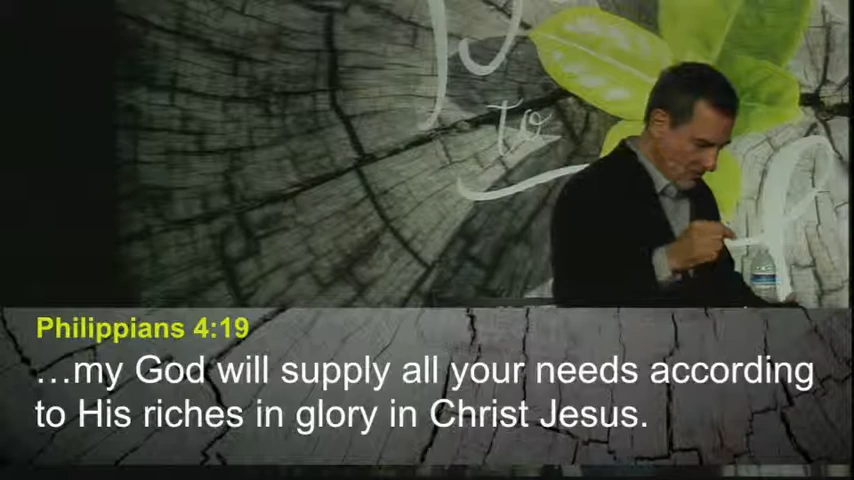 to
Philippians 4:19
…my God will supply all your needs according
to His riches in glory in Christ Jesus.